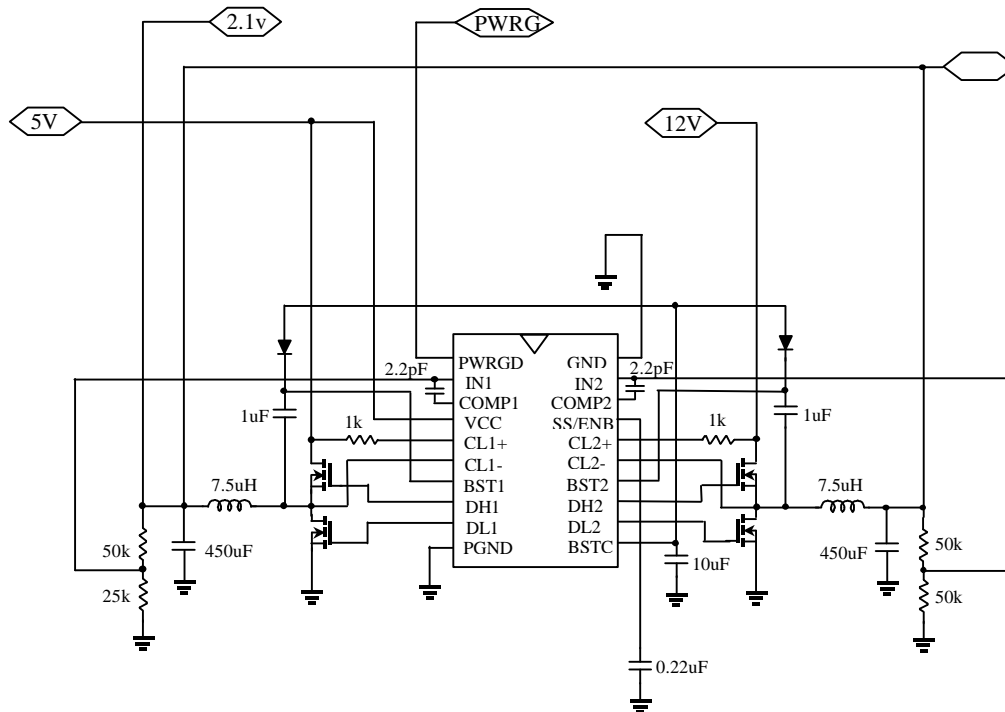 2.1v
PWRG
5V
12V
PWRGD
GND
2.2pF
2.2pF
IN1
IN2
COMP1
COMP2
1uF
1k
VCC
SS/ENB
1k
1uF
CL1+
CL2+
CL1-
CL2-
7.5uH
BST1
BST2
7.5uH
DH1
DH2
DL1
DL2
50k
450uF
PGND
BSTC
10uF
450uF
50k
25k
50k
0.22uF